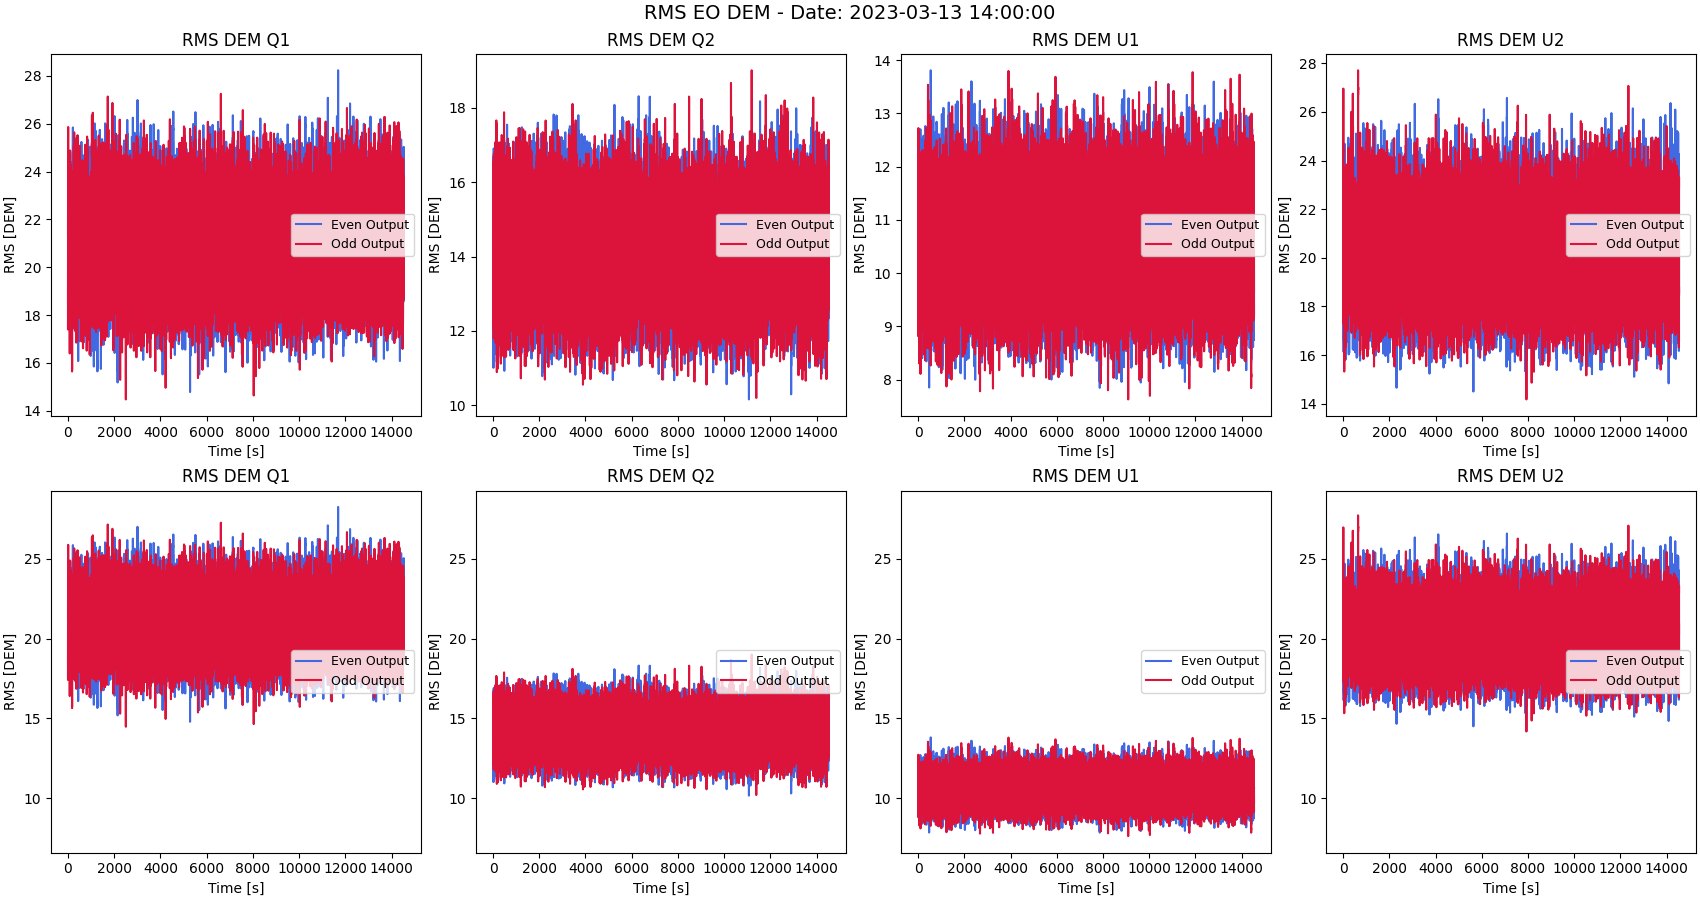 RMS EO DEM - Date: 2023-03-13 14:00:00
RMS DEM Q1
RMS [DEM]
28
26
24
22
20
18
16
14
0 2000 4000 6000 8000 10000 12000 14000
Time [s]
Even Output
Odd Output
RMS DEM Q2
RMS [DEM]
18
16
14
12
10
0 2000 4000 6000 8000 10000 12000 14000
Time [s]
Even Output
Odd Output
RMS DEM U1
RMS [DEM]
14
13
12
11
10
9
8
0 2000 4000 6000 8000 10000 12000 14000
Time [s]
Even Output
Odd Output
RMS DEM U2
RMS [DEM]
28
26
24
22
20
18
16
14
0 2000 4000 6000 8000 10000 12000 14000
Time [s]
Even Output
Odd Output
RMS DEM Q1
RMS [DEM]
25
20
15
10
0 2000 4000 6000 8000 10000 12000 14000
Time [s]
Even Output
Odd Output
RMS DEM Q2
RMS [DEM]
25
20
15
10
0 2000 4000 6000 8000 10000 12000 14000
Time [s]
Even Output
Odd Output
RMS DEM U1
RMS [DEM]
25
20
15
10
0 2000 4000 6000 8000 10000 12000 14000
Time [s]
Even Output
Odd Output
RMS DEM U2
RMS [DEM]
25
20
15
10
0 2000 4000 6000 8000 10000 12000 14000
Time [s]
Even Output
Odd Output